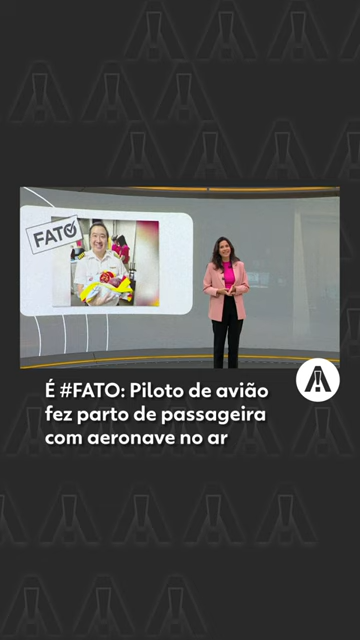 FATO
É #FATO: Piloto de avião
fez parto de passageira
com aeronave no ar